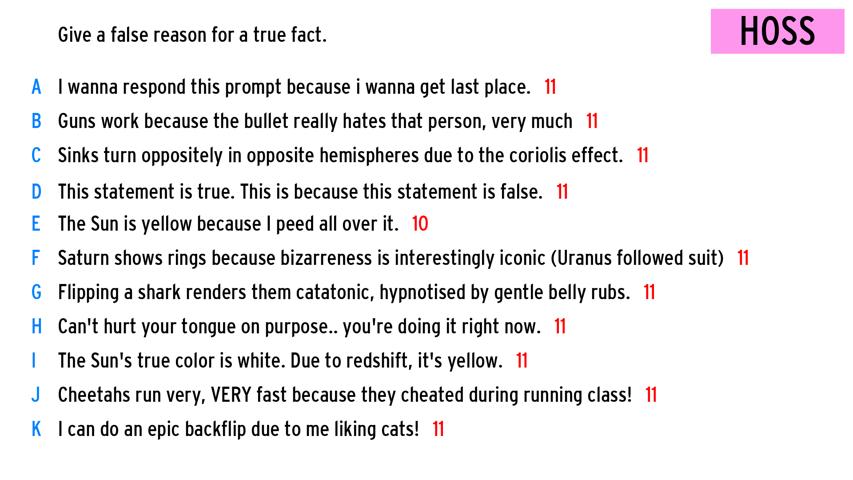 Give a false reason for a true fact.
HOSS
A I wanna respond this prompt because i wanna get last place. 11
B Guns work because the bullet really hates that person, very much 11
C Sinks turn oppositely in opposite hemispheres due to the coriolis effect. 11
D This statement is true. This is because this statement is false. 11
E The Sun is yellow because I peed all over it. 10
F Saturn shows rings because bizarreness is interestingly iconic (Uranus followed suit) 11
G Flipping a shark renders them catatonic, hypnotised by gentle belly rubs. 11
H Can't hurt your tongue on purpose.. you're doing it right now. 11
I The Sun's true color is white. Due to redshift, it's yellow. 11
J Cheetahs run very, VERY fast because they cheated during running class! 11
K I can do an epic backflip due to me liking cats! 11